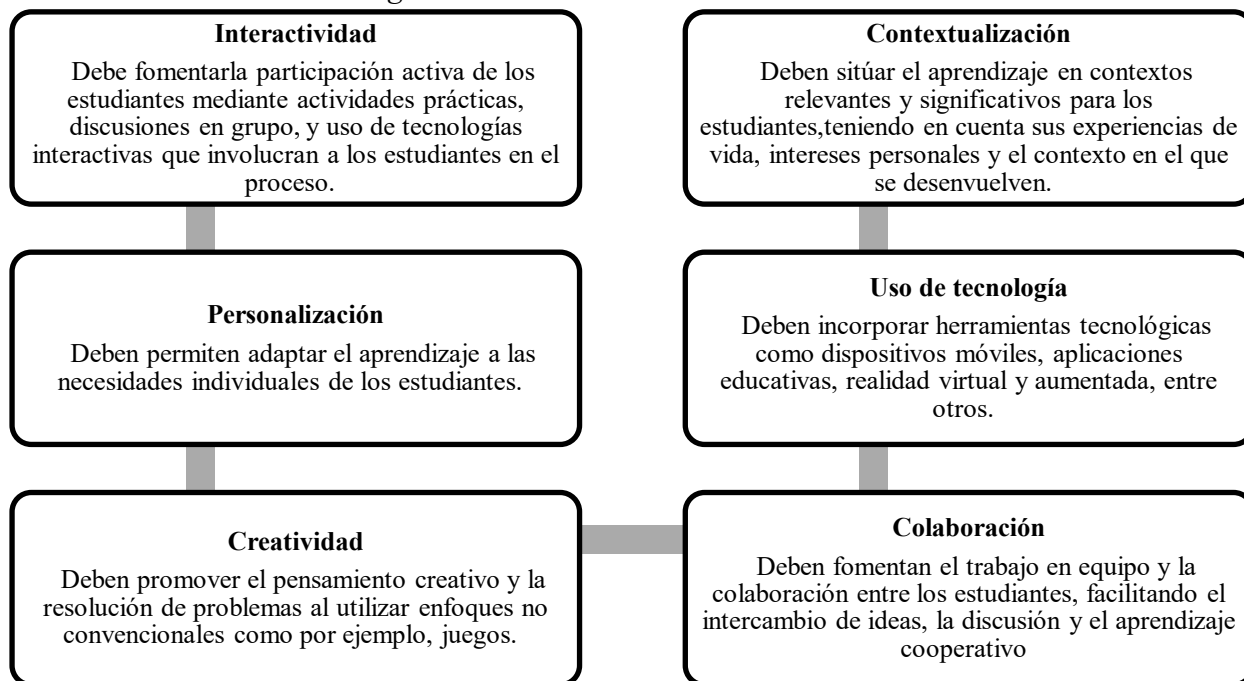 Interactividad
Debe fomentarla participación activa de los
estudiantes mediante actividades prácticas,
discusiones en grupo, y uso de tecnologías
interactivas que involucran a los estudiantes en el
proceso.
Personalización
Deben permiten adaptar el aprendizaje a las
necesidades individuales de los estudiantes.
Creatividad
Deben promover el pensamiento creativo y la
resolución de problemas al utilizar enfoques no
convencionales como por ejemplo, juegos.
Colaboración
Deben fomentan el trabajo en equipo y la
colaboración entre los estudiantes, facilitando el
intercambio de ideas, la discusión y el aprendizaje
cooperativo
Uso de tecnología
Deben incorporar herramientas tecnológicas
como dispositivos móviles, aplicaciones
educativas, realidad virtual y aumentada, entre
otros.
Contextualización
Deben sitúar el aprendizaje en contextos
relevantes y significativos para los
estudiantes,teniendo en cuenta sus experiencias de
vida, intereses personales y el contexto en el que
se desenvuelven.